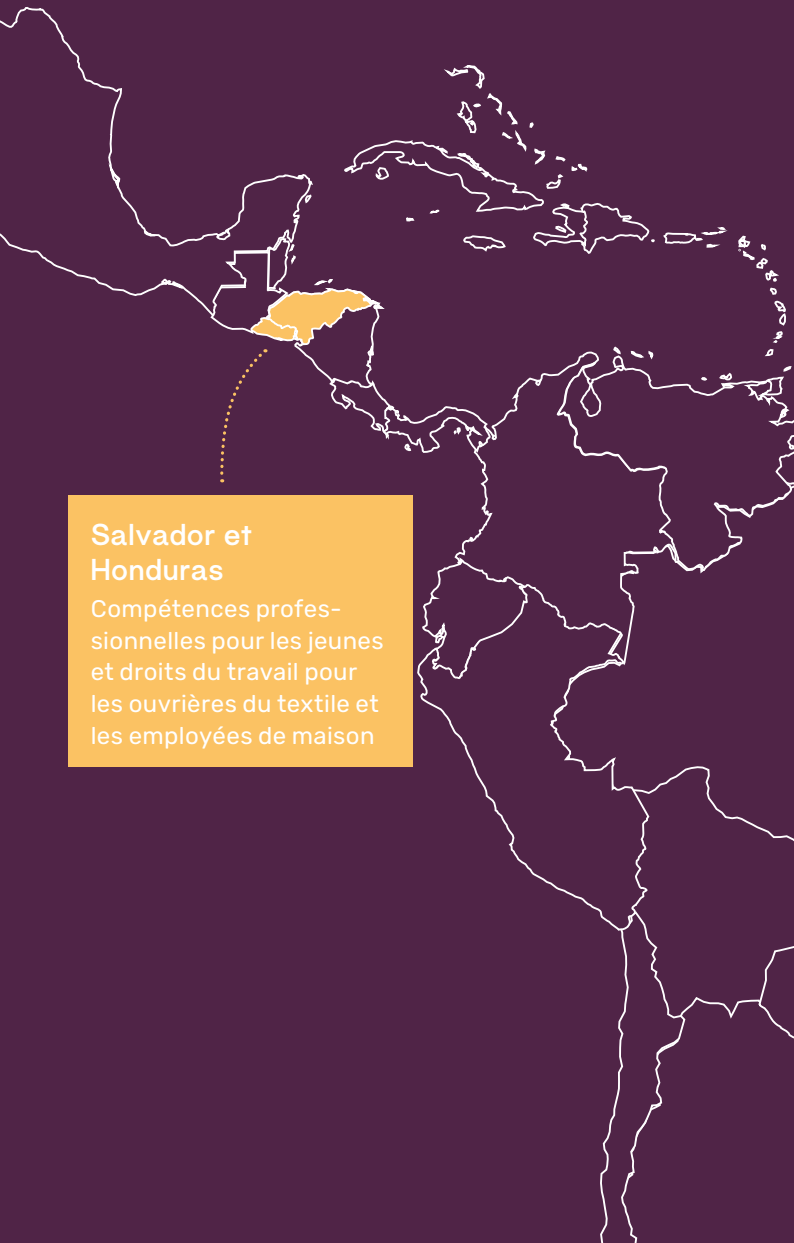 Salvador et
Honduras
Compétences profes-
sionnelles pour les jeunes
et droits du travail pour
les ouvrières du textile et
les employées de maison